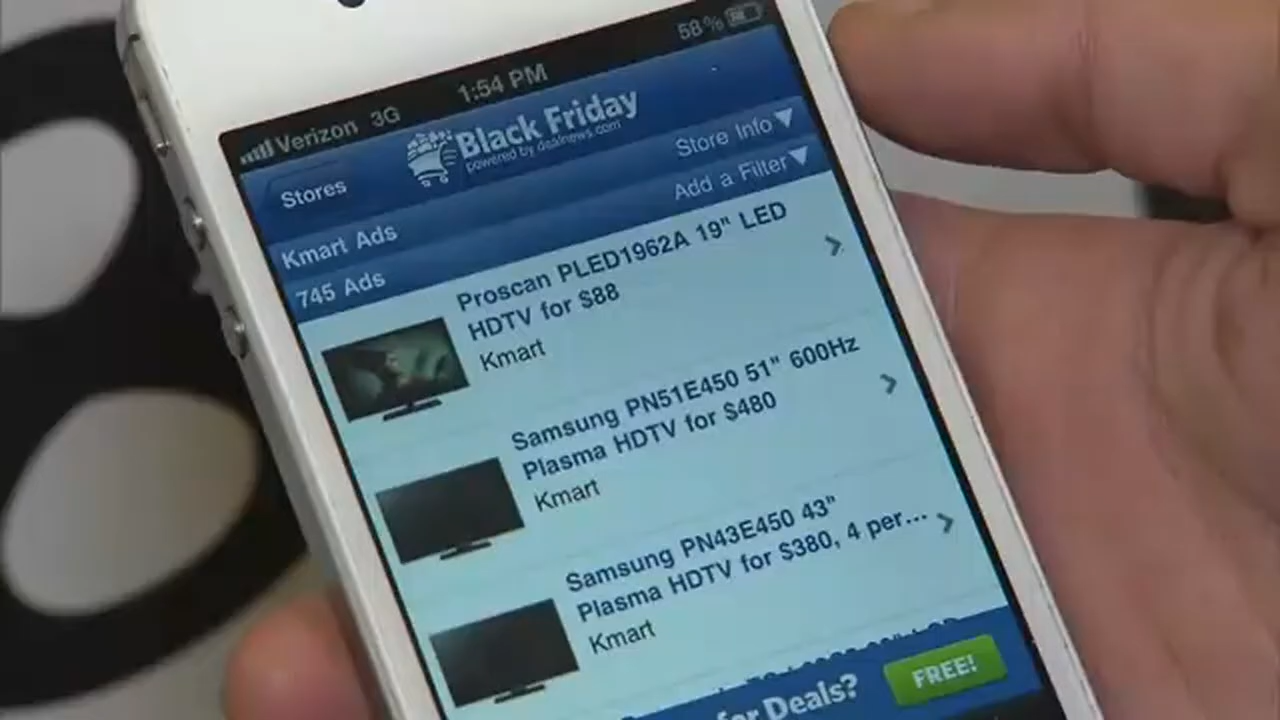 Verizon 3G 1:54 PM 58%
Stores
Black Friday
powered by dealnews.com
Store Info
Kmart Ads
Add a Filter
745 Ads
Proscan PLED1962A 19" LED
HDTV for $88
Kmart
Samsung PN51E450 51" 600Hz
Plasma HDTV for $480
Kmart
Samsung PN43E450 43"
Plasma HDTV for $380, 4 per...
Kmart
for Deals?
FREE!